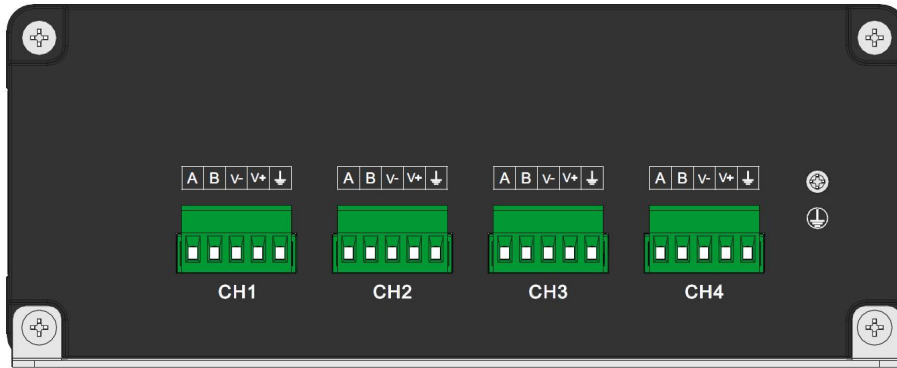 A B V- V+ ⏚ A B V- V+ ⏚ A B V- V+ ⏚ A B V- V+ ⏚
CH1 CH2 CH3 CH4